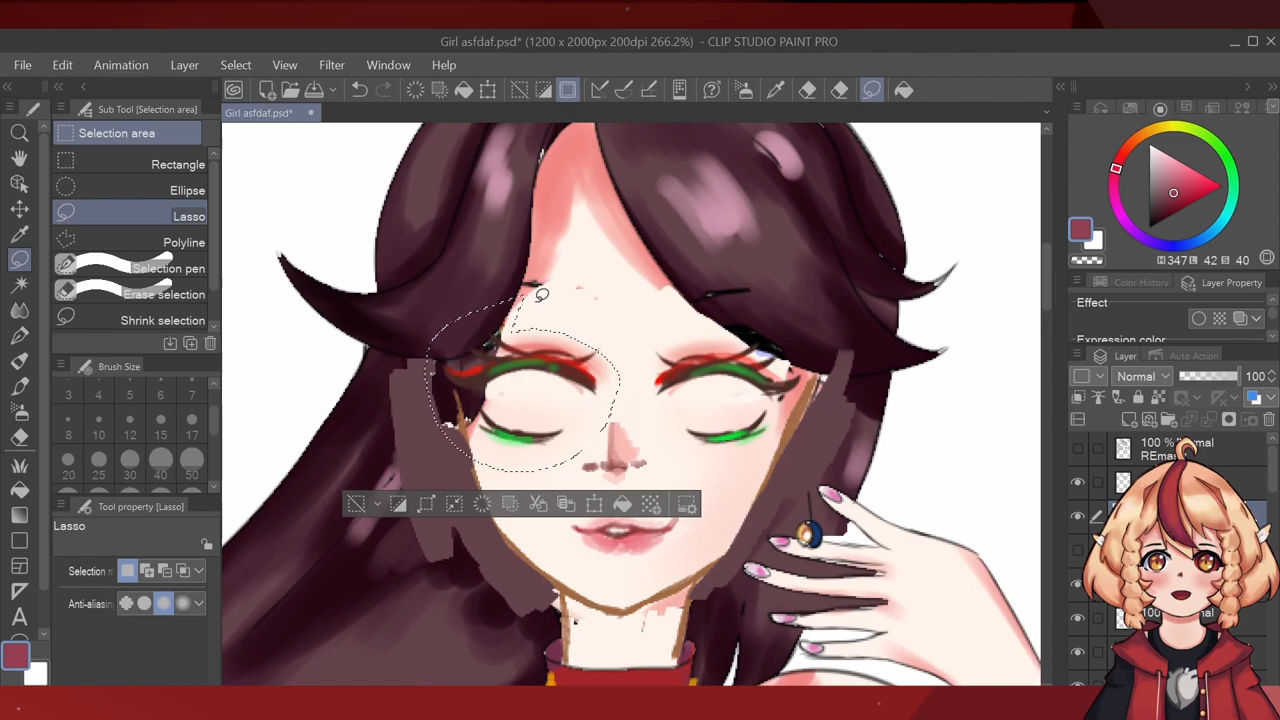 Girl asfdaf.psd* (1200 x 2000px 200dpi 266.2%) - CLIP STUDIO PAINT PRO
File Edit Animation Layer Select View Filter Window Help
Sub Tool [Selection area]
Girl asfdaf.psd*
Selection area
Rectangle
Ellipse
Lasso
Polyline
Selection pen
Erase selection
Shrink selection
Brush Size
3 4 5 6 7
8 10 12 15 17
20 25 30 40 50
Tool property [Lasso]
Lasso
Selection
Anti-aliasing
H 347 L 42 S 40
Color History
Layer Property
Effect
Expression color
Layer
Auto Action
Normal
100
100 % Normal